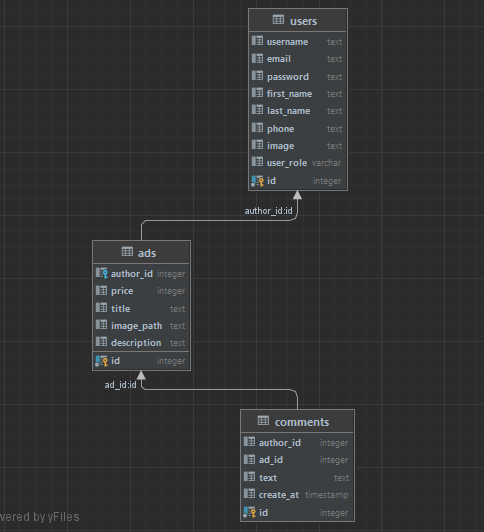 users
username text
email text
password text
first_name text
last_name text
phone text
image text
user_role varchar
id integer
author_id:id
ads
author_id integer
price integer
title text
image_path text
description text
id integer
ad_id:id
comments
author_id integer
ad_id integer
text text
create_at timestamp
id integer
wered by yFiles